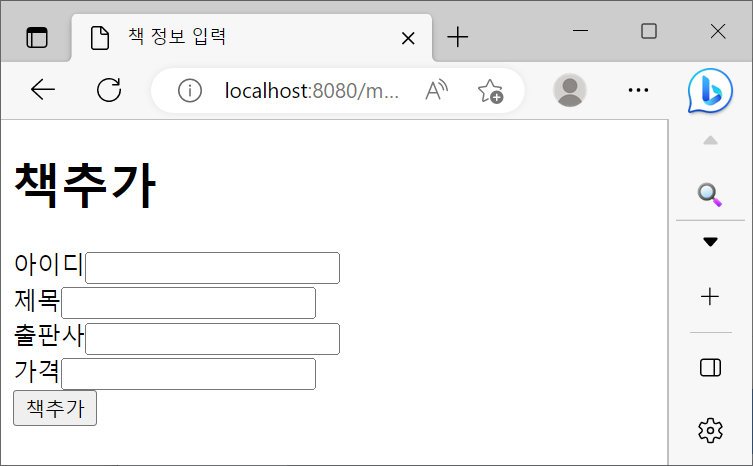 책 정보 입력
localhost:8080/m...
책추가
아이디
제목
출판사
가격
책추가